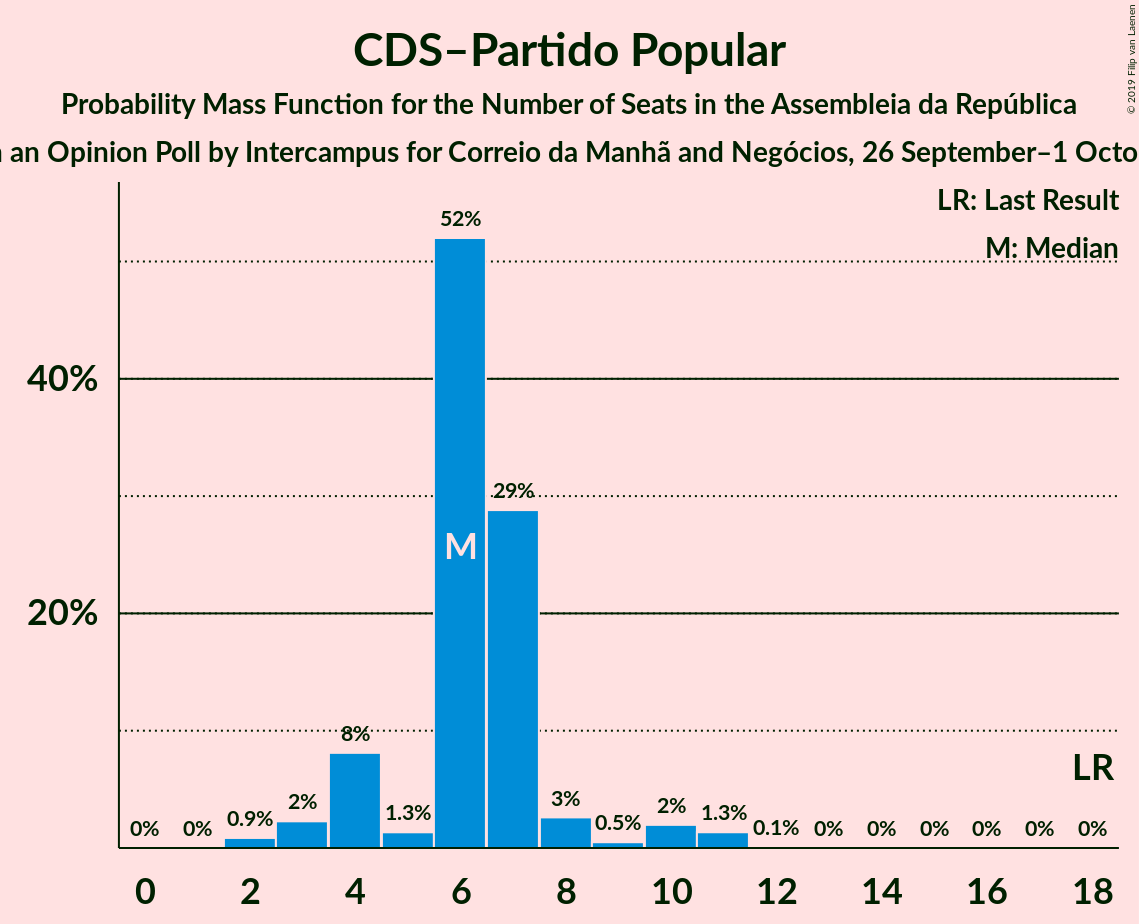 CDS–Partido Popular
Probability Mass Function for the Number of Seats in the Assembleia da República
an Opinion Poll by Intercampus for Correio da Manhã and Negócios, 26 September–1 Octo
© 2019 Filip van Laenen
LR: Last Result
M: Median
52%
40%
29%
M
20%
8%
LR
0% 0% 0.9% 2% 1.3% 3% 0.5% 2% 1.3% 0.1% 0% 0% 0% 0% 0% 0%
0 2 4 6 8 10 12 14 16 18